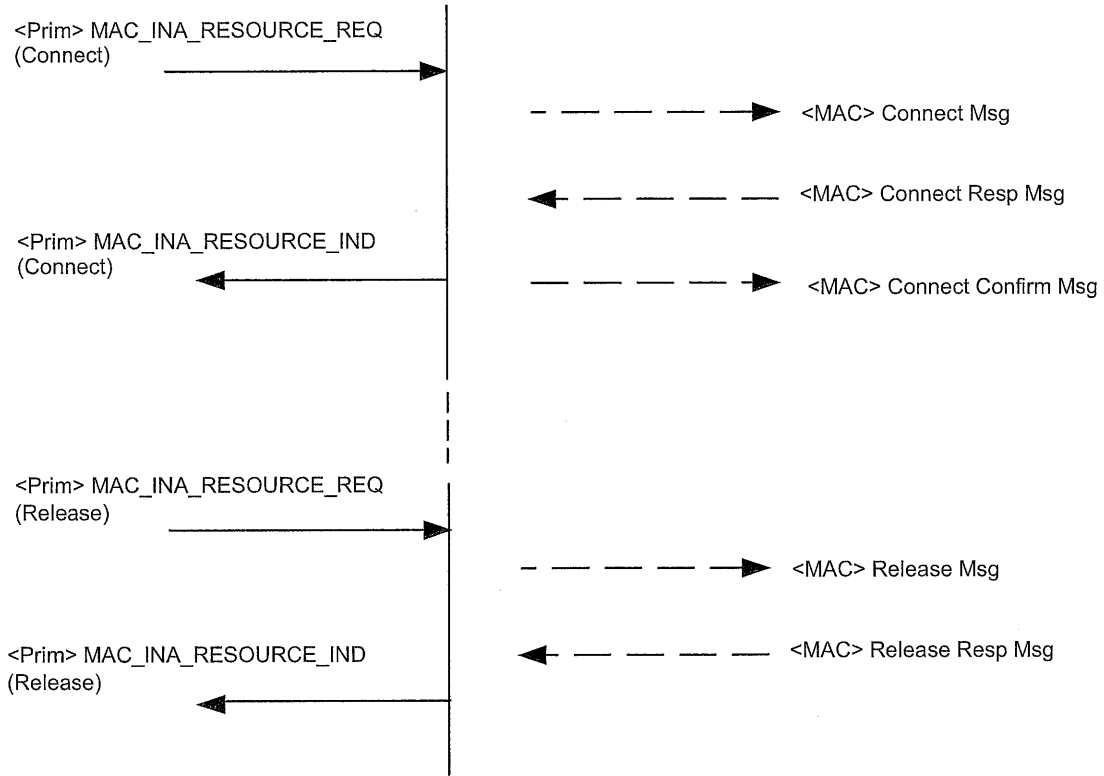 <Prim> MAC_INA_RESOURCE_REQ
(Connect)
<MAC> Connect Msg
<MAC> Connect Resp Msg
<Prim> MAC_INA_RESOURCE_IND
(Connect)
<MAC> Connect Confirm Msg
<Prim> MAC_INA_RESOURCE_REQ
(Release)
<MAC> Release Msg
<MAC> Release Resp Msg
<Prim> MAC_INA_RESOURCE_IND
(Release)